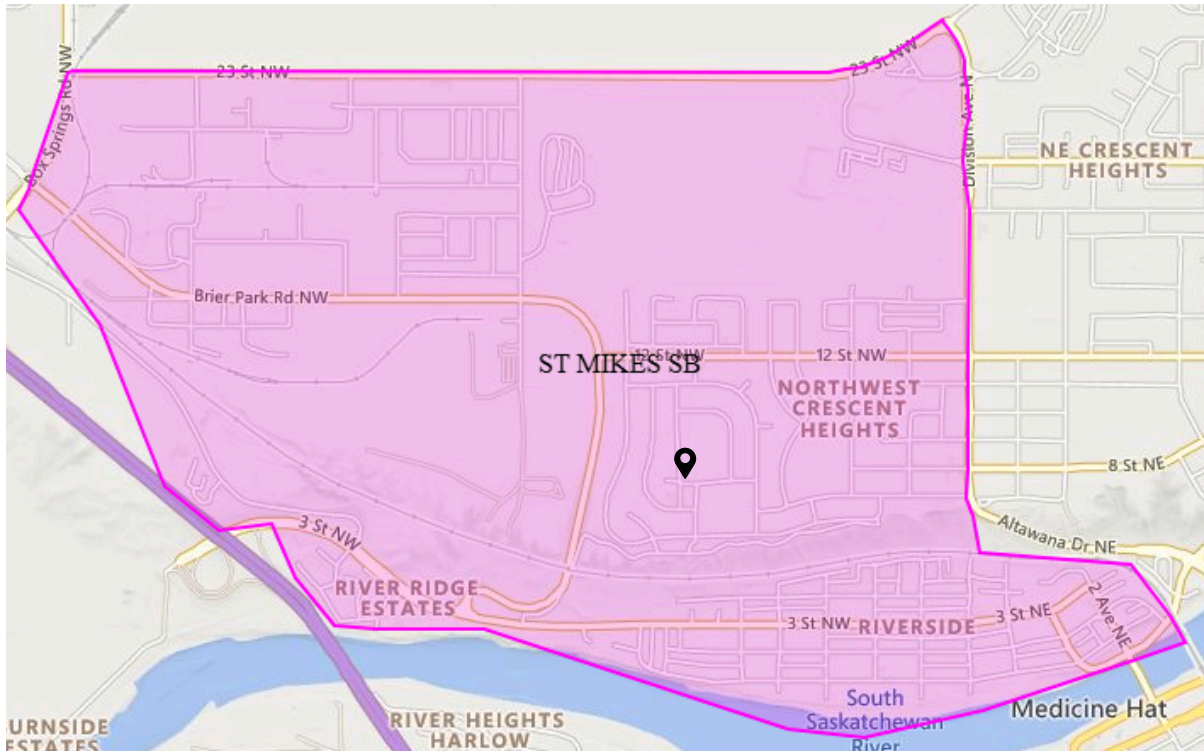 23 St NW
23 St NW
Box Springs Rd NW
Division Ave N
NE CRESCENT
HEIGHTS
Brier Park Rd NW
12 St NW
12 St NW
ST MIKES SB
NORTHWEST
CRESCENT
HEIGHTS
8 St NE
3 St NW
Altawana Dr NE
RIVER RIDGE
ESTATES
3 St NW
RIVERSIDE
3 St NE
2 Ave NE
South
Saskatchewan
River
Medicine Hat
RIVER HEIGHTS
HARLOW
URNSIDE
ESTATES